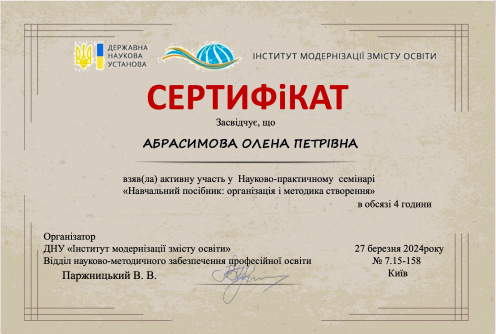 ДЕРЖАВНА
НАУКОВА
УСТАНОВА
ІНСТИТУТ МОДЕРНІЗАЦІЇ ЗМІСТУ ОСВІТИ
СЕРТИФіКАТ
Засвідчує, що
АБРАСИМОВА ОЛЕНА ПЕТРІВНА
взяв(ла) активну участь у Науково-практичному семінарі
«Навчальний посібник: організація і методика створення»
в обсязі 4 години
Організатор
ДНУ «Інститут модернізації змісту освіти»
Відділ науково-методичного забезпечення професійної освіти
Паржницький В. В.
27 березня 2024року
№ 7.15-158
Київ